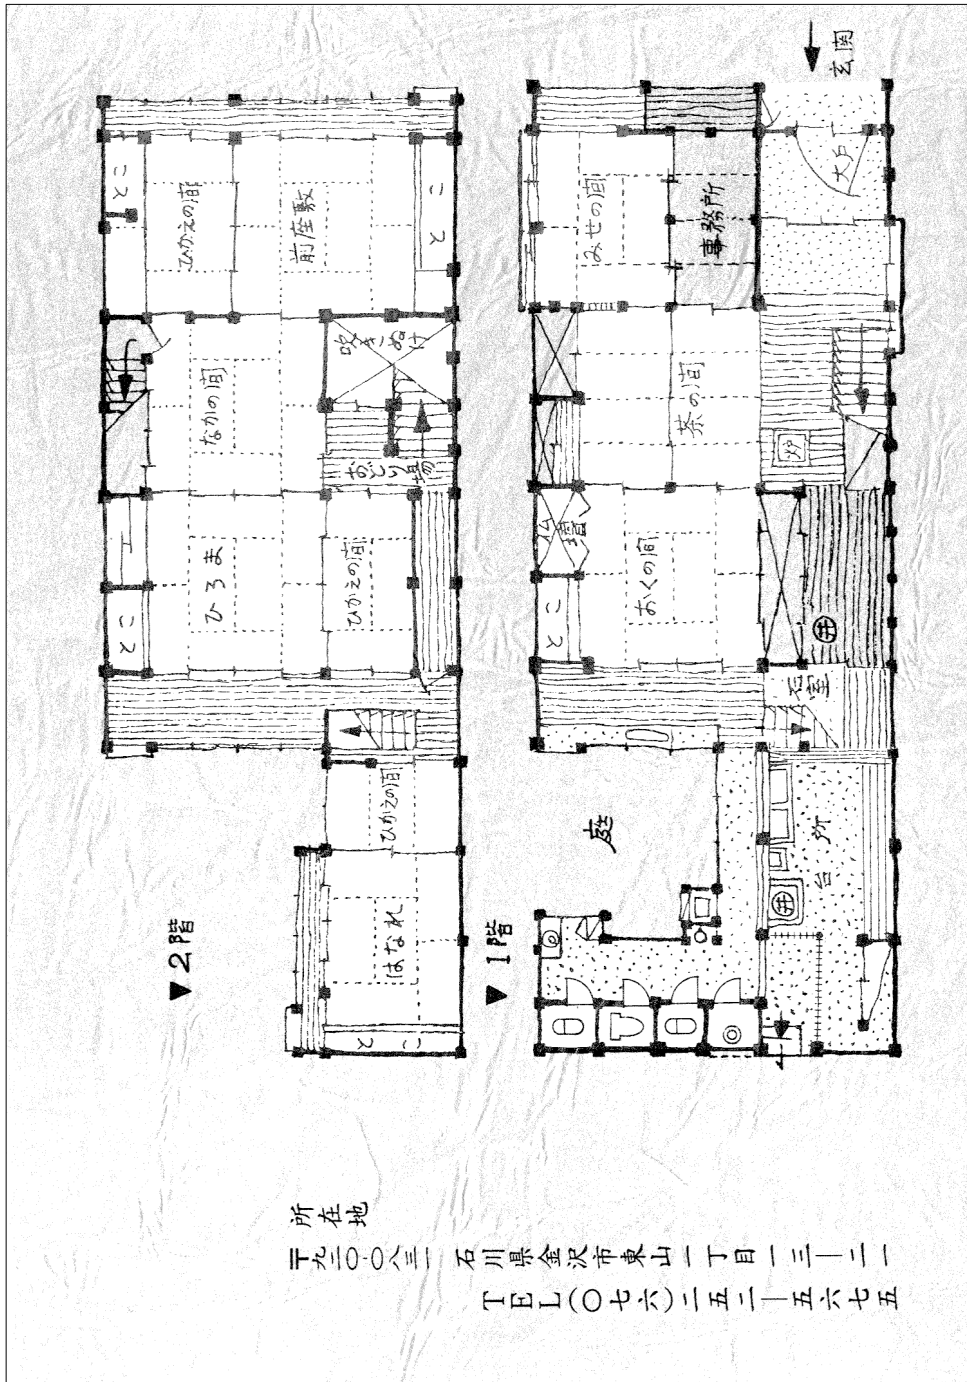 ▼2階
とこ
ひかえの間
前座敷
とこ
なかの間
吹きぬけ
おどり場
とこ
ひろま
ひかえの間
ひかえの間
はなれ
とこ
▼1階
玄関
大戸
みせの間
事務所
茶の間
炉
仏壇
とこ
おくの間
井
石室
庭
台所
井
所在地
〒九二〇-〇八三一 石川県金沢市東山一丁目一三―二一
TEL(〇七六)二五二―五六七五